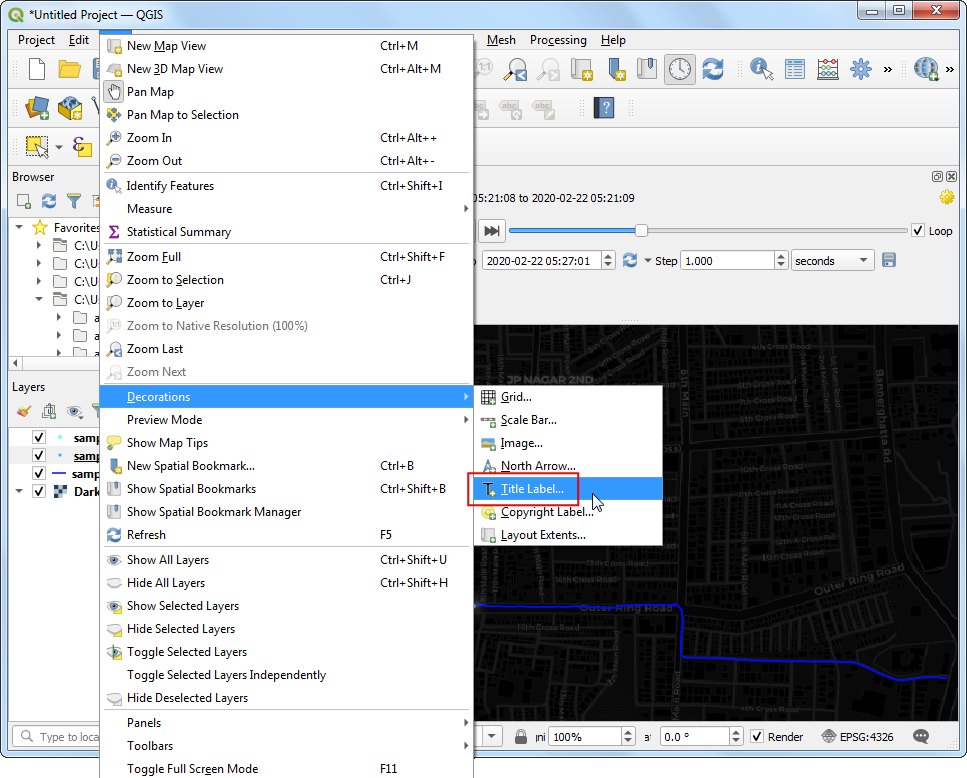 *Untitled Project — QGIS
Project Edit Mesh Processing Help
New Map View Ctrl+M
New 3D Map View Ctrl+Alt+M
Pan Map
Pan Map to Selection
Zoom In Ctrl+Alt++
Zoom Out Ctrl+Alt+-
Identify Features Ctrl+Shift+I
Measure
Statistical Summary
Zoom Full Ctrl+Shift+F
Zoom to Selection Ctrl+J
Zoom to Layer
Zoom to Native Resolution (100%)
Zoom Last
Zoom Next
Decorations
Preview Mode
Show Map Tips
New Spatial Bookmark... Ctrl+B
Show Spatial Bookmarks Ctrl+Shift+B
Show Spatial Bookmark Manager
Refresh F5
Show All Layers Ctrl+Shift+U
Hide All Layers Ctrl+Shift+H
Show Selected Layers
Hide Selected Layers
Toggle Selected Layers
Toggle Selected Layers Independently
Hide Deselected Layers
Panels
Toolbars
Toggle Full Screen Mode F11
Grid...
Scale Bar...
Image...
North Arrow...
Title Label...
Copyright Label...
Layout Extents...
Browser
Favorites
C:\U
C:\U
C:\U
C:\U
Layers
samp
samp
samp
Dark
Type to loca
05:21:08 to 2020-02-22 05:21:09
Loop
2020-02-22 05:27:01 Step 1.000 seconds
JP NAGAR 2ND
8th Main
Bannerghatta Rd
Outer Ring Road
Outer Ring Road
15th Cross Road
100% 0.0 ° Render EPSG:4326